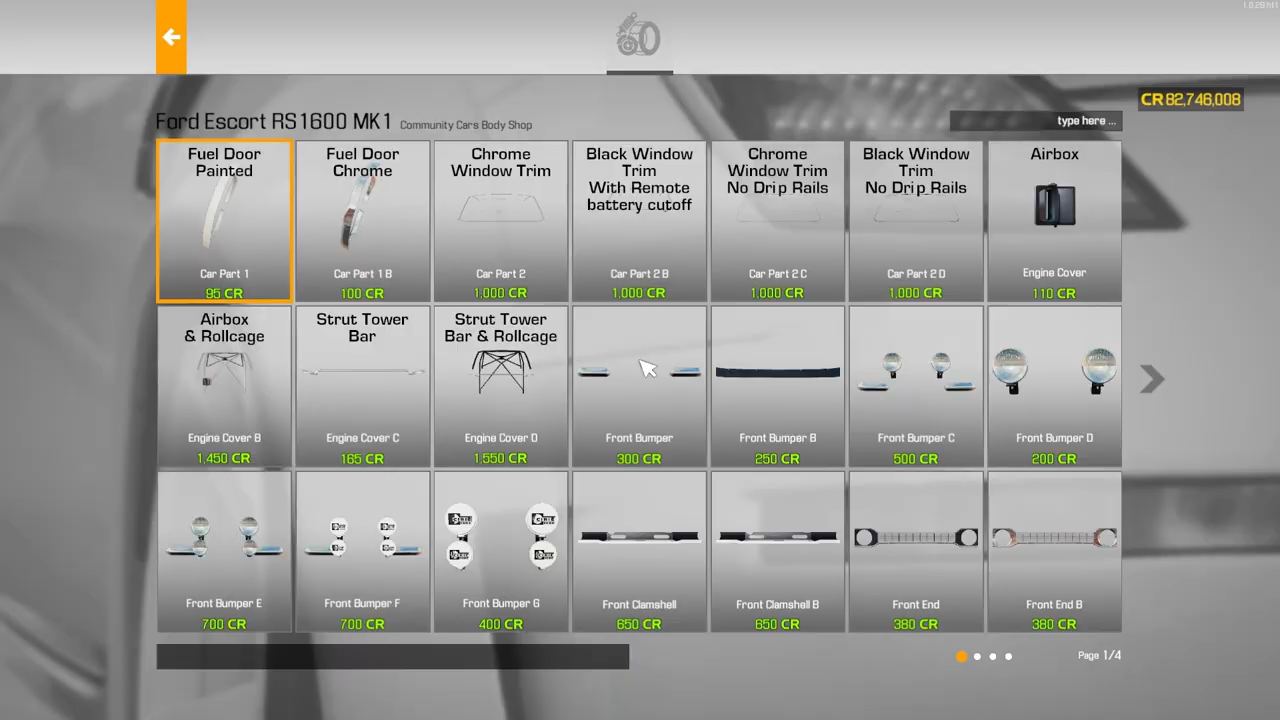 1.0.29.hf1
CR 82,746,008
Ford Escort RS1600 MK1 Community Cars Body Shop
type here ...
Fuel Door
Painted
Car Part 1
95 CR
Fuel Door
Chrome
Car Part 1 B
100 CR
Chrome
Window Trim
Car Part 2
1,000 CR
Black Window
Trim
With Remote
battery cutoff
Car Part 2 B
1,000 CR
Chrome
Window Trim
No Drip Rails
Car Part 2 C
1,000 CR
Black Window
Trim
No Drip Rails
Car Part 2 D
1,000 CR
Airbox
Engine Cover
110 CR
Airbox
& Rollcage
Engine Cover B
1,450 CR
Strut Tower
Bar
Engine Cover C
165 CR
Strut Tower
Bar & Rollcage
Engine Cover D
1,550 CR
Front Bumper
300 CR
Front Bumper B
250 CR
Front Bumper C
500 CR
Front Bumper D
200 CR
Front Bumper E
700 CR
Front Bumper F
700 CR
Front Bumper G
400 CR
Front Clamshell
650 CR
Front Clamshell B
650 CR
Front End
380 CR
Front End B
380 CR
Page 1/4